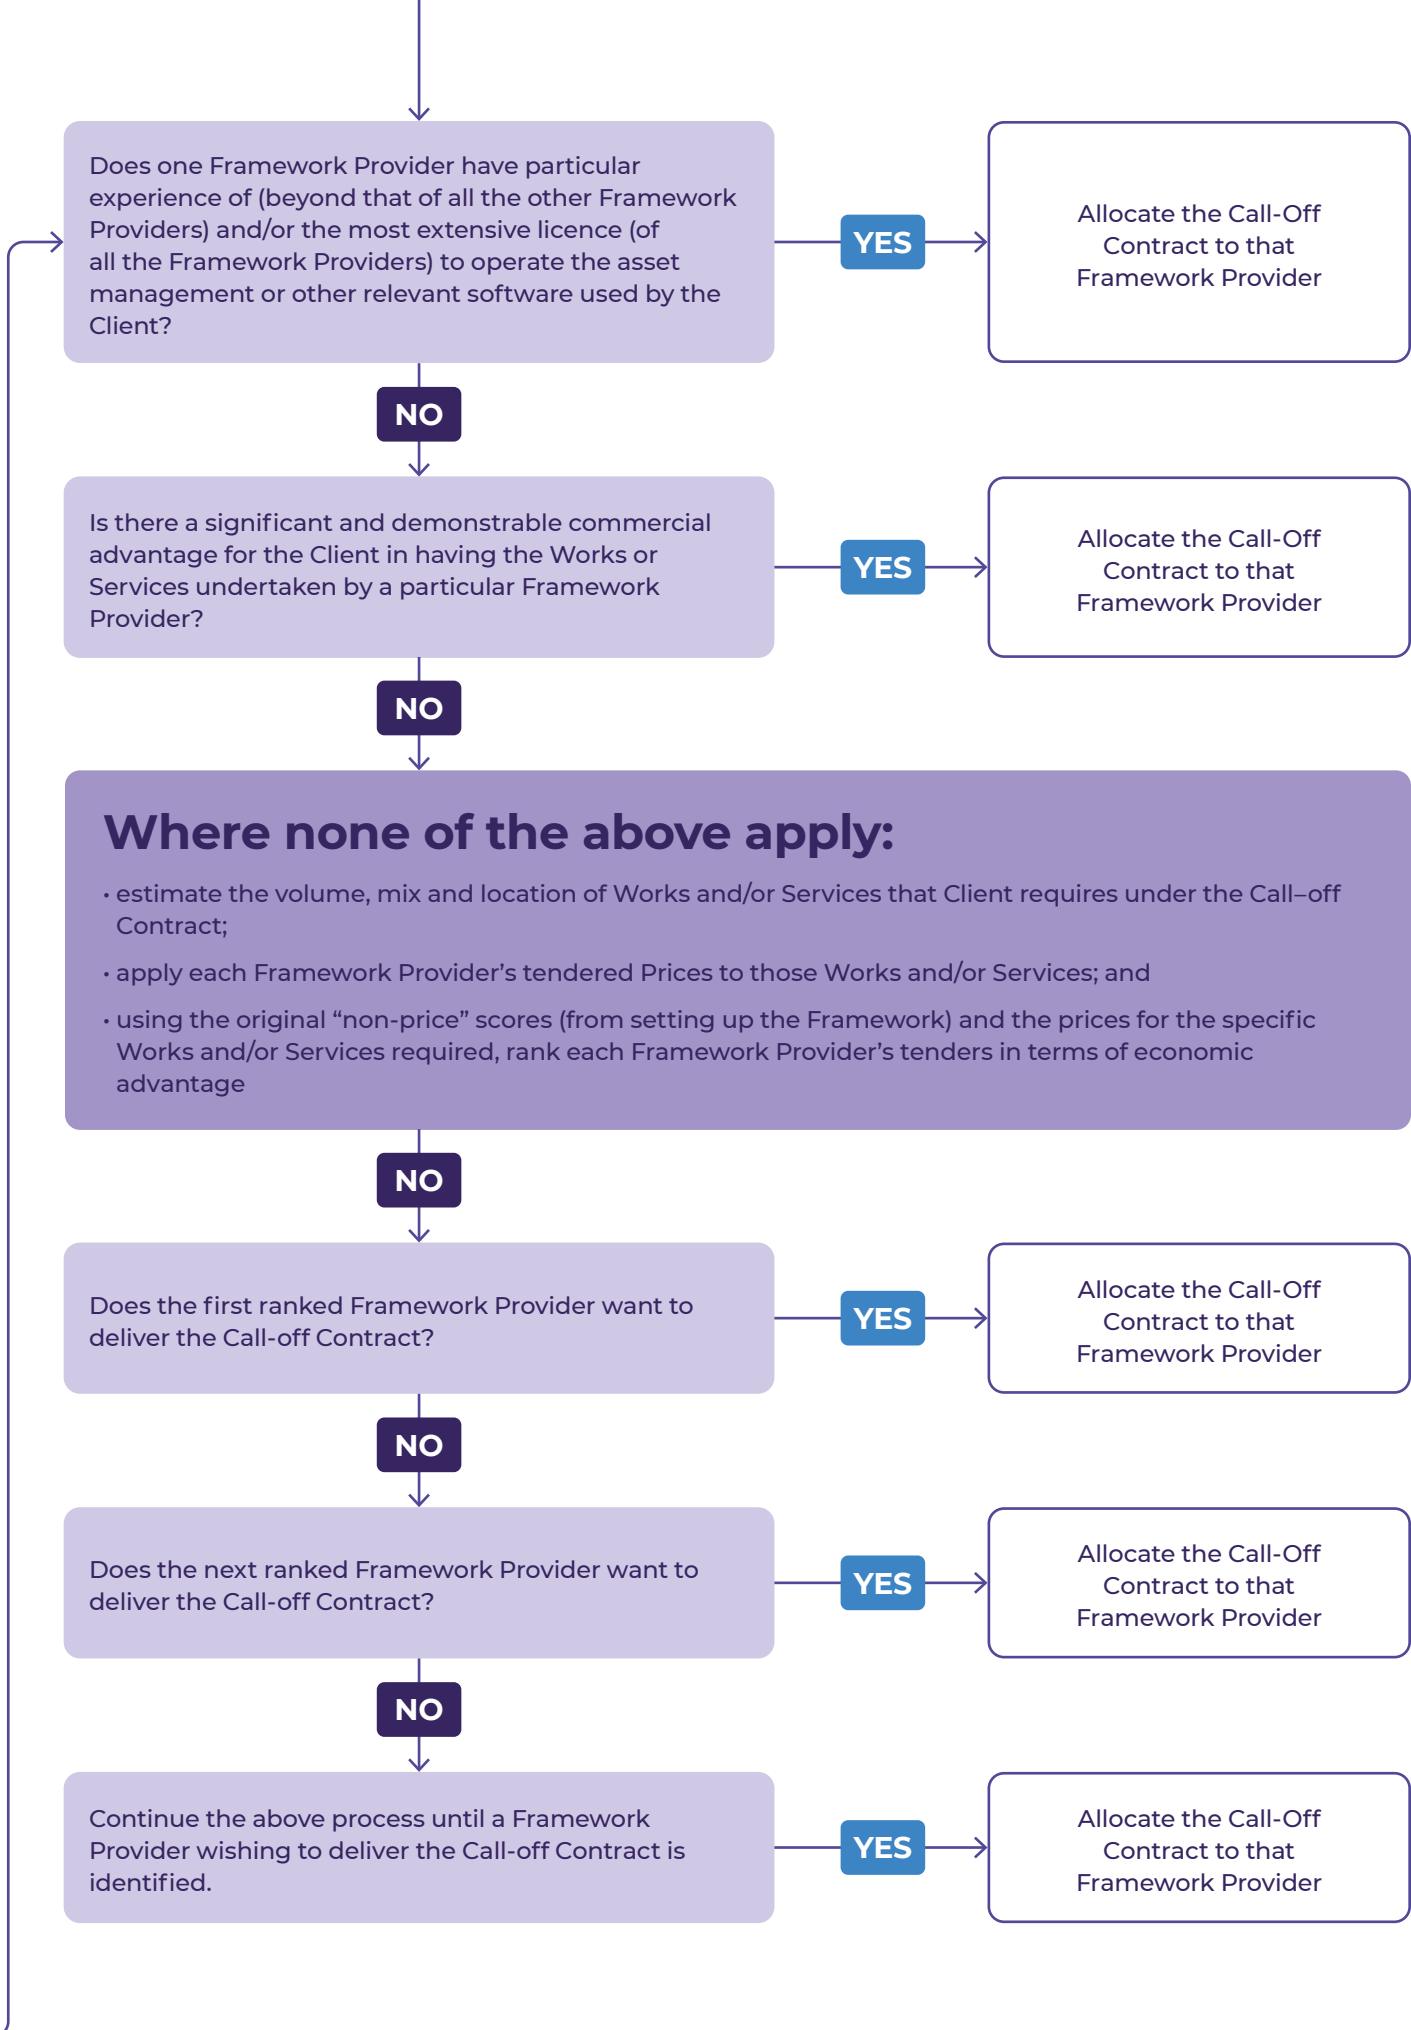 Does one Framework Provider have particular
experience of (beyond that of all the other Framework
Providers) and/or the most extensive licence (of
all the Framework Providers) to operate the asset
management or other relevant software used by the
Client?
YES
Allocate the Call-Off
Contract to that
Framework Provider
NO
Is there a significant and demonstrable commercial
advantage for the Client in having the Works or
Services undertaken by a particular Framework
Provider?
YES
Allocate the Call-Off
Contract to that
Framework Provider
NO
Where none of the above apply:
• estimate the volume, mix and location of Works and/or Services that Client requires under the Call–off
Contract;
• apply each Framework Provider’s tendered Prices to those Works and/or Services; and
• using the original “non-price” scores (from setting up the Framework) and the prices for the specific
Works and/or Services required, rank each Framework Provider’s tenders in terms of economic
advantage
NO
Does the first ranked Framework Provider want to
deliver the Call-off Contract?
YES
Allocate the Call-Off
Contract to that
Framework Provider
NO
Does the next ranked Framework Provider want to
deliver the Call-off Contract?
YES
Allocate the Call-Off
Contract to that
Framework Provider
NO
Continue the above process until a Framework
Provider wishing to deliver the Call-off Contract is
identified.
YES
Allocate the Call-Off
Contract to that
Framework Provider